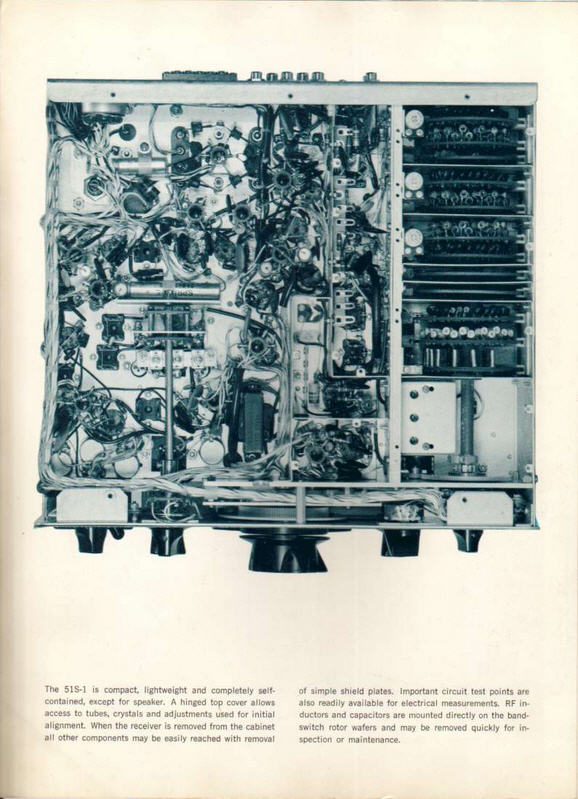 The 51S-1 is compact, lightweight and completely self-
contained, except for speaker. A hinged top cover allows
access to tubes, crystals and adjustments used for initial
alignment. When the receiver is removed from the cabinet
all other components may be easily reached with removal
of simple shield plates. Important circuit test points are
also readily available for electrical measurements. RF in-
ductors and capacitors are mounted directly on the band-
switch rotor wafers and may be removed quickly for in-
spection or maintenance.